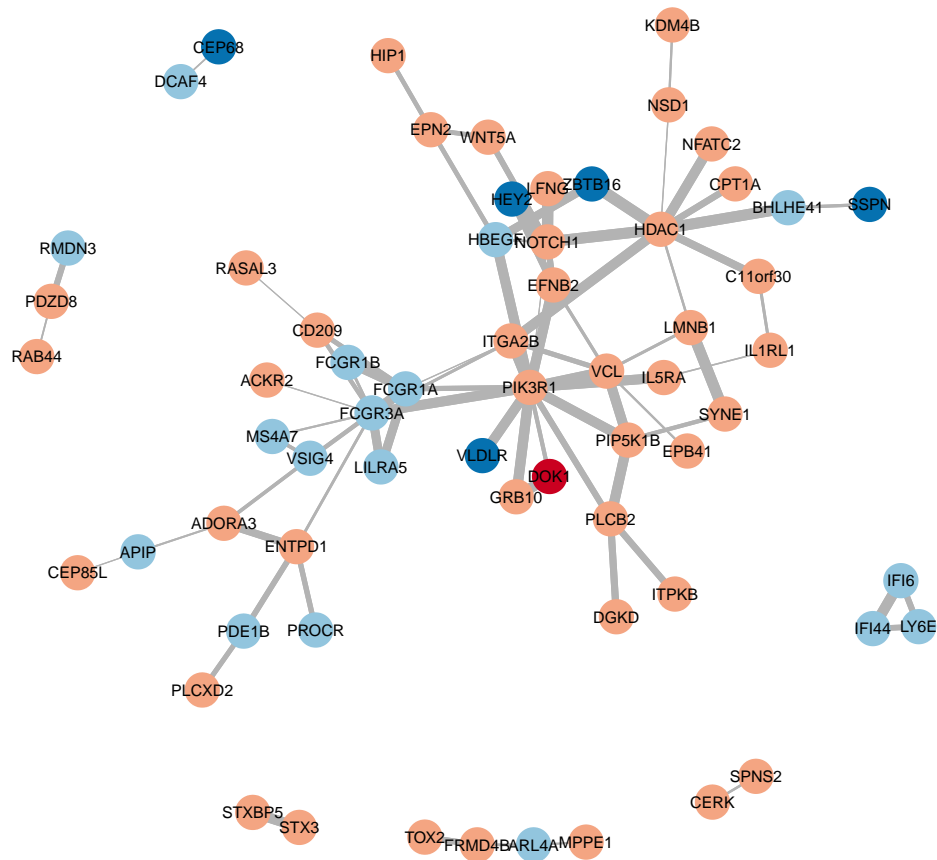 KDM4B
CEP68
HIP1
DCAF4
NSD1
EPN2
WNT5A
NFATC2
LFNG
ZBTB16
CPT1A
HEY2
BHLHE41
SSPN
HDAC1
RMDN3
HBEGF
NOTCH1
RASAL3
C11orf30
EFNB2
PDZD8
CD209
LMNB1
ITGA2B
RAB44
FCGR1B
IL1RL1
VCL
ACKR2
FCGR1A
PIK3R1
IL5RA
FCGR3A
SYNE1
MS4A7
PIP5K1B
VSIG4
LILRA5
VLDLR
EPB41
DOK1
GRB10
ADORA3
PLCB2
APIP
ENTPD1
CEP85L
IFI6
ITPKB
DGKD
PDE1B
PROCR
IFI44
LY6E
PLCXD2
SPNS2
CERK
STXBP5
STX3
TOX2
FRMD4B
ARL4A
MPPE1